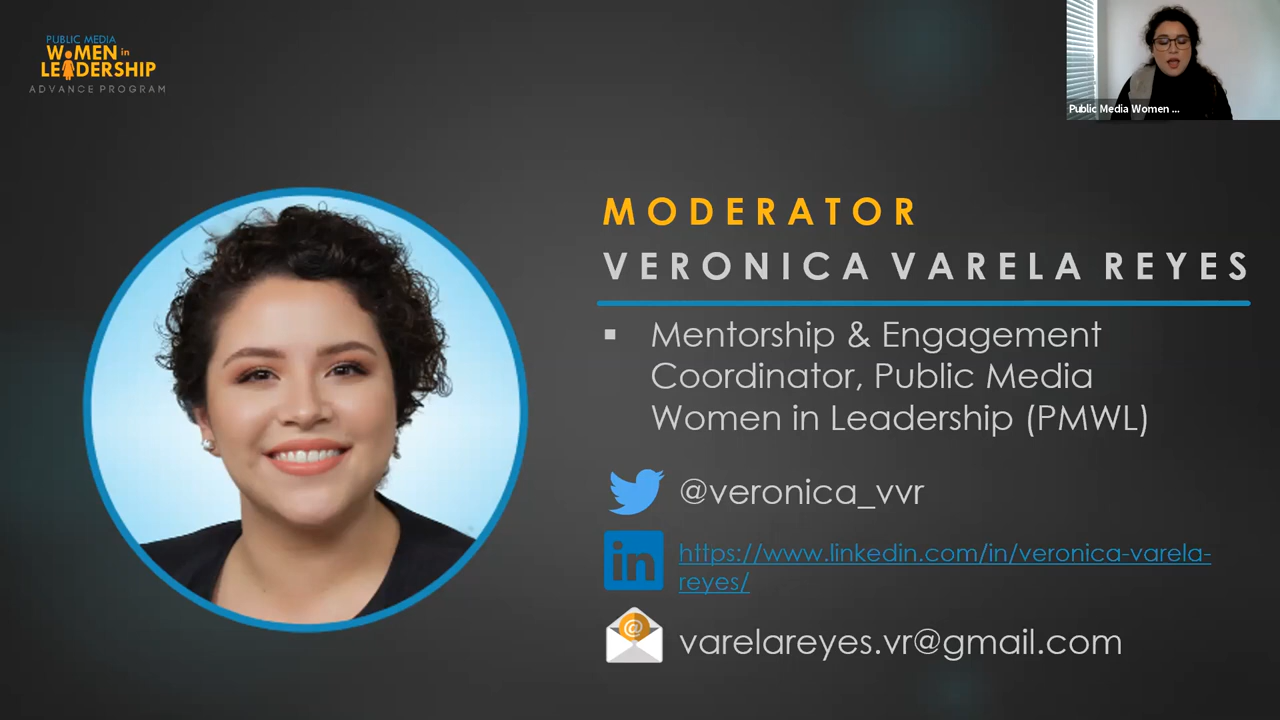 PUBLIC MEDIA
WOMEN in
LEADERSHIP
ADVANCE PROGRAM
Public Media Women ...
MODERATOR
VERONICA VARELA REYES
▪ Mentorship & Engagement
Coordinator, Public Media
Women in Leadership (PMWL)
@veronica_vvr
in
https://www.linkedin.com/in/veronica-varela-
reyes/
@
varelareyes.vr@gmail.com